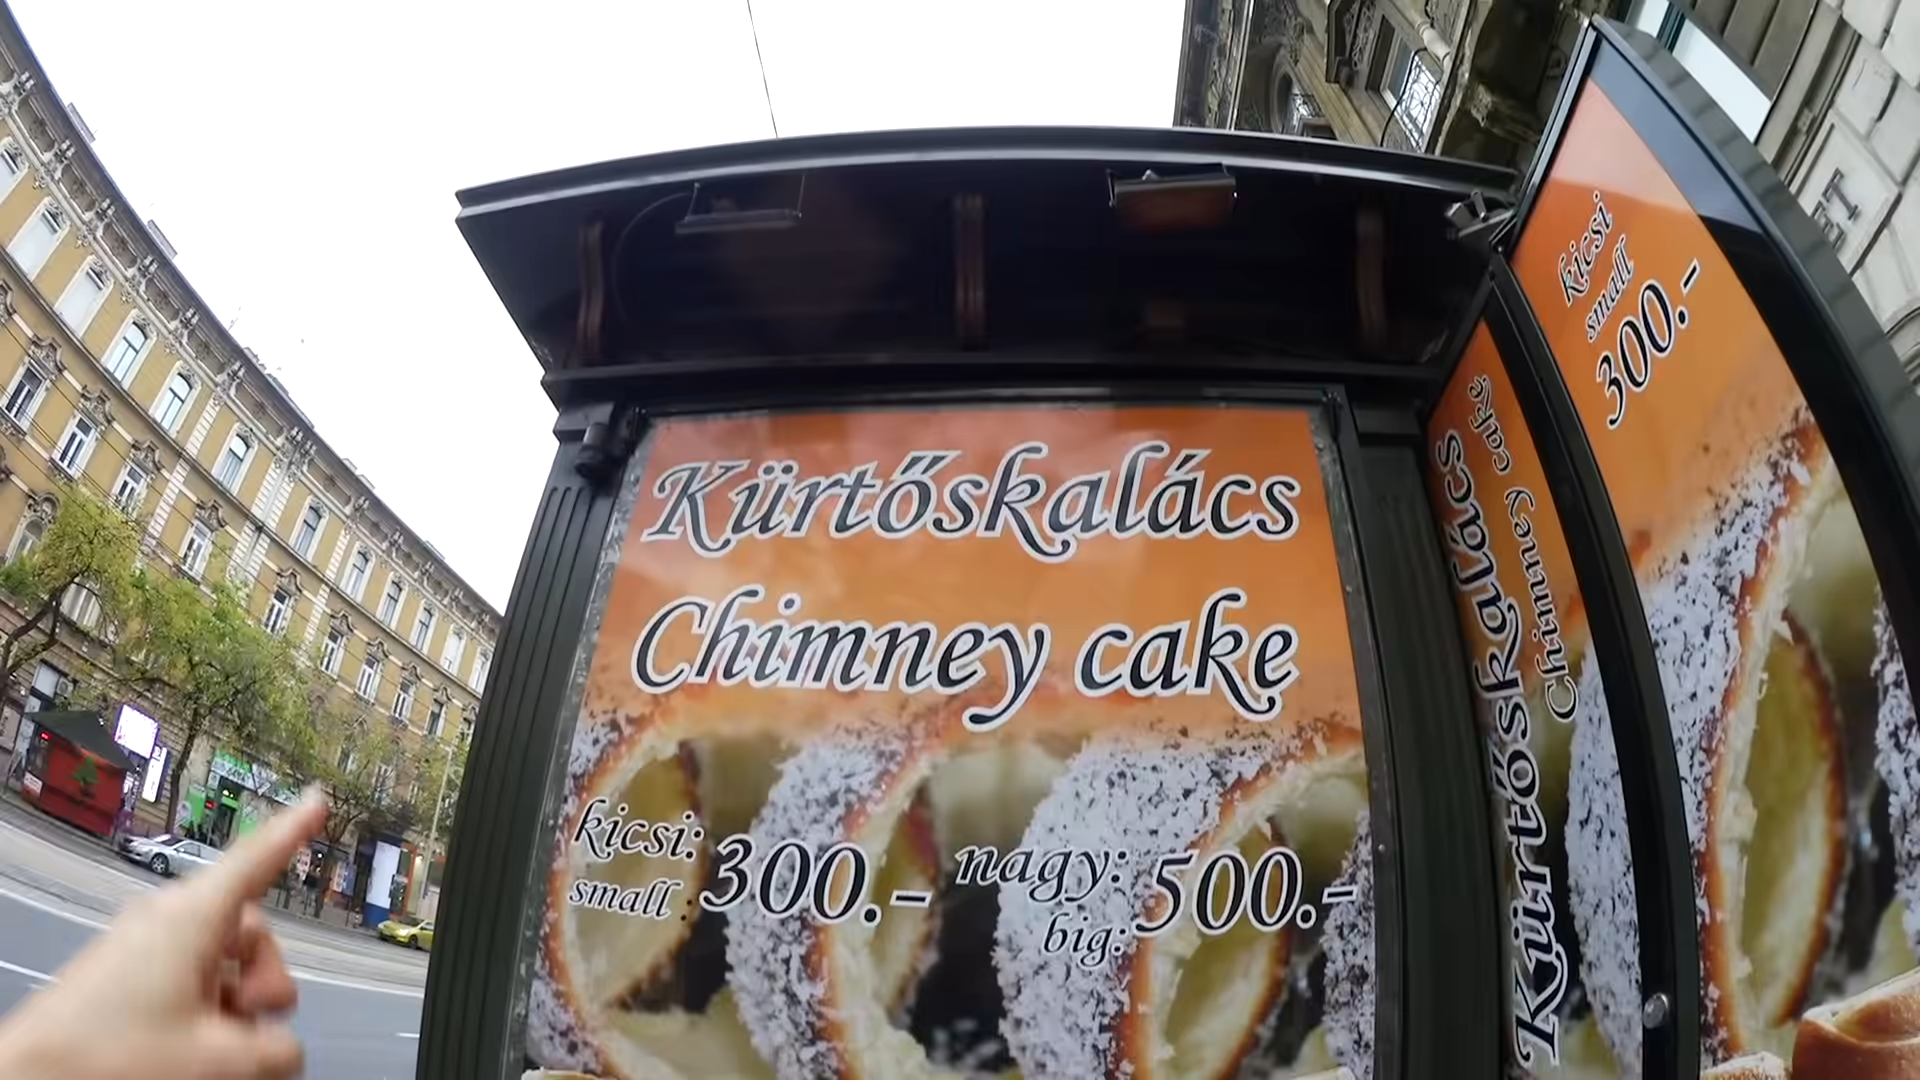 Kürtőskalács
Chimney cake
kicsi: 300.-
small :
nagy: 500.-
big:
Kürtőskalács
Chimney cake
kicsi
small
300.-